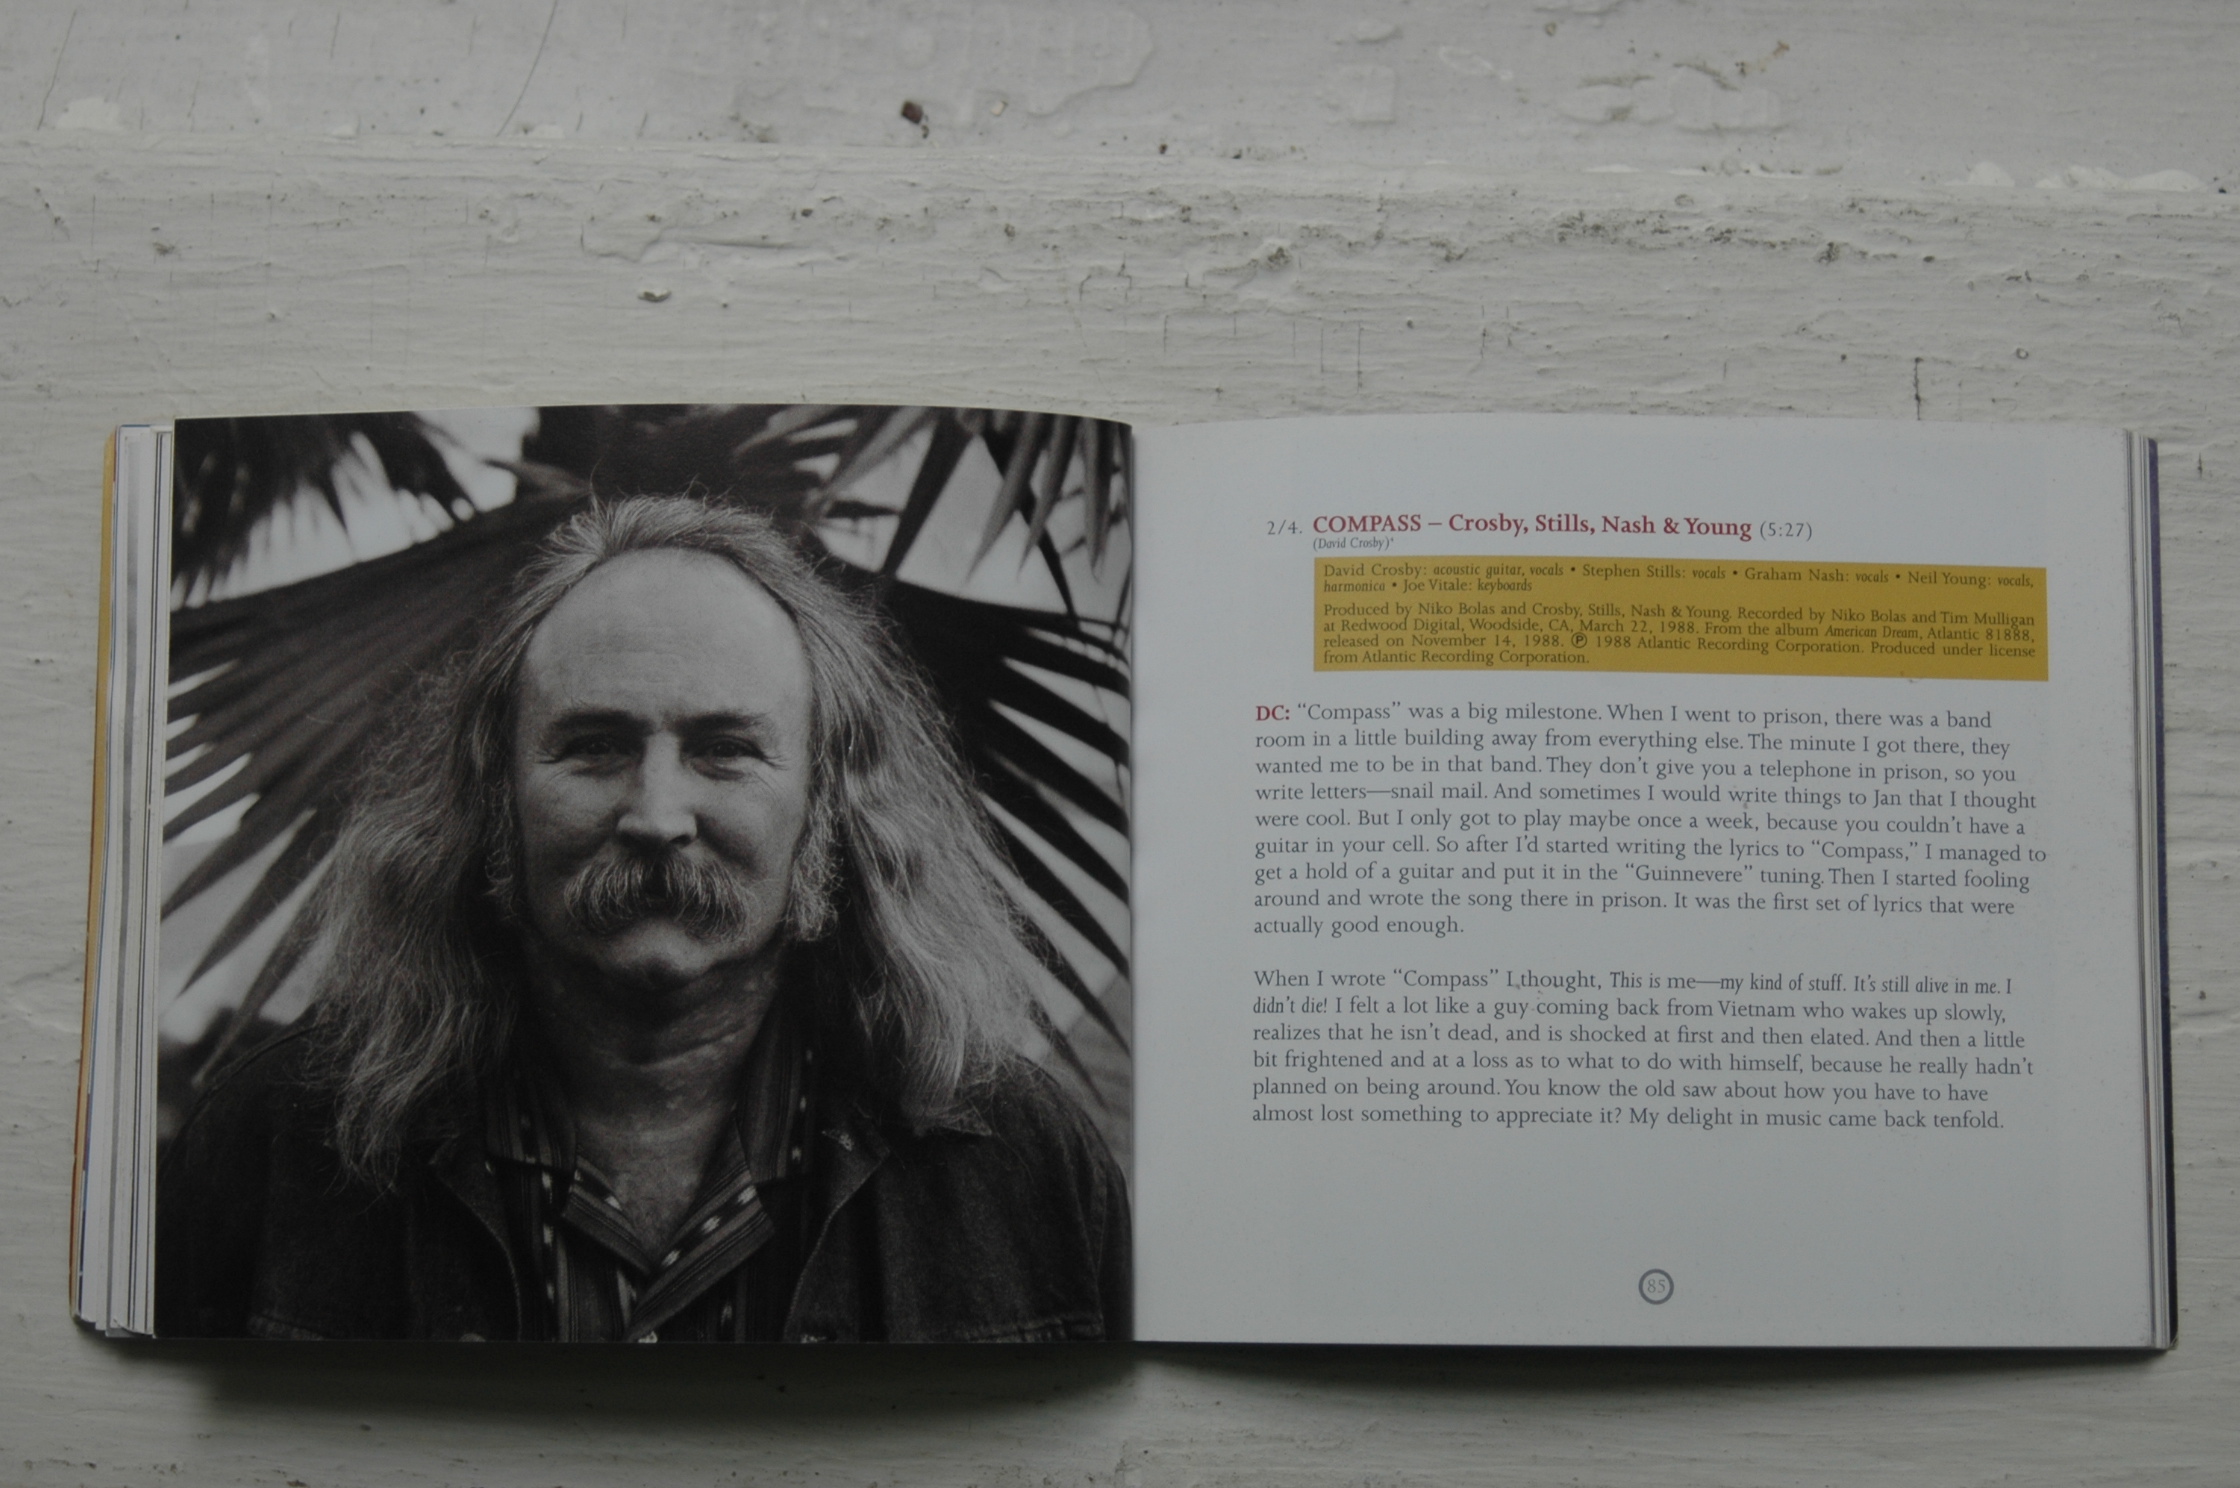 2/4. COMPASS – Crosby, Stills, Nash & Young (5:27)
(David Crosby)
David Crosby: acoustic guitar, vocals • Stephen Stills: vocals • Graham Nash: vocals • Neil Young: vocals,
harmonica • Joe Vitale: keyboards
Produced by Niko Bolas and Crosby, Stills, Nash & Young. Recorded by Niko Bolas and Tim Mulligan
at Redwood Digital, Woodside, CA, March 22, 1988. From the album American Dream, Atlantic 81888,
released on November 14, 1988. ℗ 1988 Atlantic Recording Corporation. Produced under license
from Atlantic Recording Corporation.
DC: “Compass” was a big milestone. When I went to prison, there was a band
room in a little building away from everything else. The minute I got there, they
wanted me to be in that band. They don’t give you a telephone in prison, so you
write letters—snail mail. And sometimes I would write things to Jan that I thought
were cool. But I only got to play maybe once a week, because you couldn’t have a
guitar in your cell. So after I’d started writing the lyrics to “Compass,” I managed to
get a hold of a guitar and put it in the “Guinnevere” tuning. Then I started fooling
around and wrote the song there in prison. It was the first set of lyrics that were
actually good enough.
When I wrote “Compass” I thought, This is me—my kind of stuff. It’s still alive in me. I
didn’t die! I felt a lot like a guy coming back from Vietnam who wakes up slowly,
realizes that he isn’t dead, and is shocked at first and then elated. And then a little
bit frightened and at a loss as to what to do with himself, because he really hadn’t
planned on being around. You know the old saw about how you have to have
almost lost something to appreciate it? My delight in music came back tenfold.
85